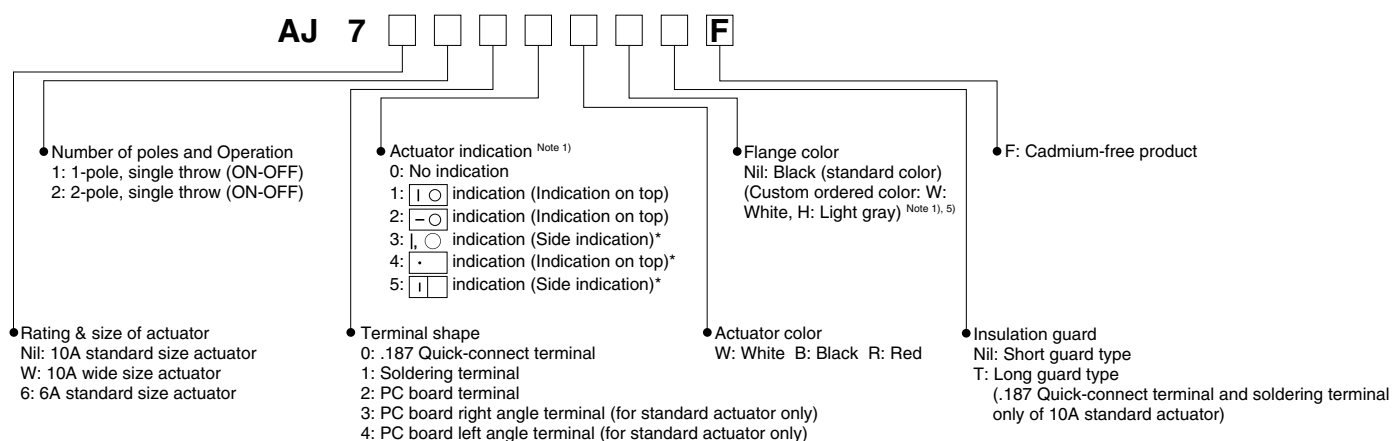 AJ 7 F
Number of poles and Operation
1: 1-pole, single throw (ON-OFF)
2: 2-pole, single throw (ON-OFF)
Actuator indication Note 1)
0: No indication
1: | ○ indication (Indication on top)
2: – ○ indication (Indication on top)
3: |, ○ indication (Side indication)*
4: · indication (Indication on top)*
5: | indication (Side indication)*
Flange color
Nil: Black (standard color)
(Custom ordered color: W:
White, H: Light gray) Note 1), 5)
F: Cadmium-free product
Rating & size of actuator
Nil: 10A standard size actuator
W: 10A wide size actuator
6: 6A standard size actuator
Terminal shape
0: .187 Quick-connect terminal
1: Soldering terminal
2: PC board terminal
3: PC board right angle terminal (for standard actuator only)
4: PC board left angle terminal (for standard actuator only)
Actuator color
W: White B: Black R: Red
Insulation guard
Nil: Short guard type
T: Long guard type
(.187 Quick-connect terminal and soldering terminal
only of 10A standard actuator)